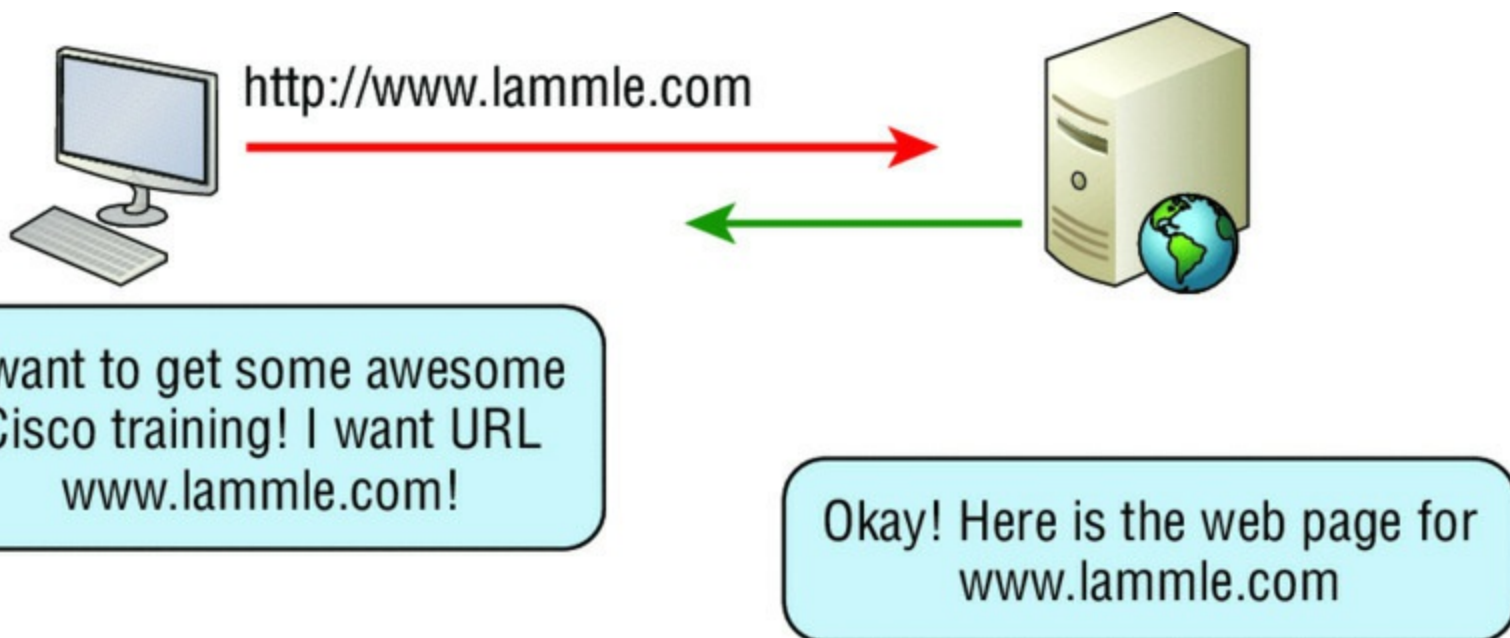 http://www.lammle.com
want to get some awesome
Cisco training! I want URL
www.lammle.com!
Okay! Here is the web page for
www.lammle.com